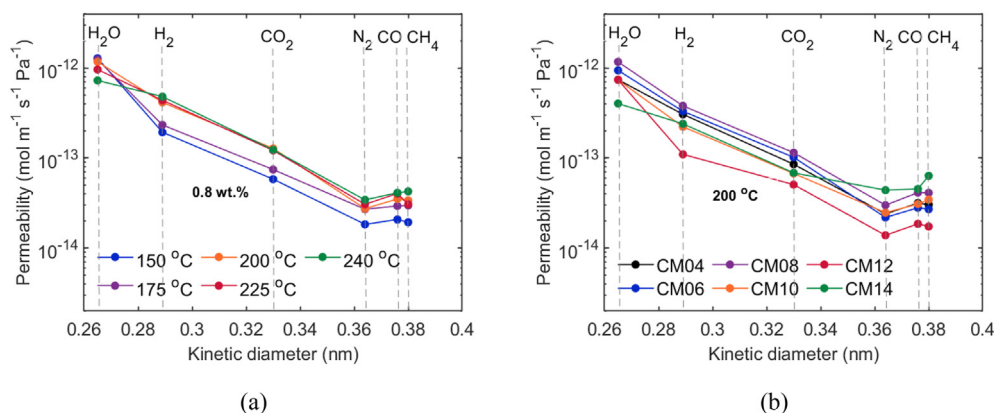 H2O H2 CO2 N2 CO CH4
Permeability (mol m-1 s-1 Pa-1)
10-12
10-13
10-14
0.8 wt.%
150 °C 200 °C 240 °C
175 °C 225 °C
0.26 0.28 0.3 0.32 0.34 0.36 0.38 0.4
Kinetic diameter (nm)
(a)
H2O H2 CO2 N2 CO CH4
Permeability (mol m-1 s-1 Pa-1)
10-12
10-13
10-14
200 °C
CM04 CM08 CM12
CM06 CM10 CM14
0.26 0.28 0.3 0.32 0.34 0.36 0.38 0.4
Kinetic diameter (nm)
(b)